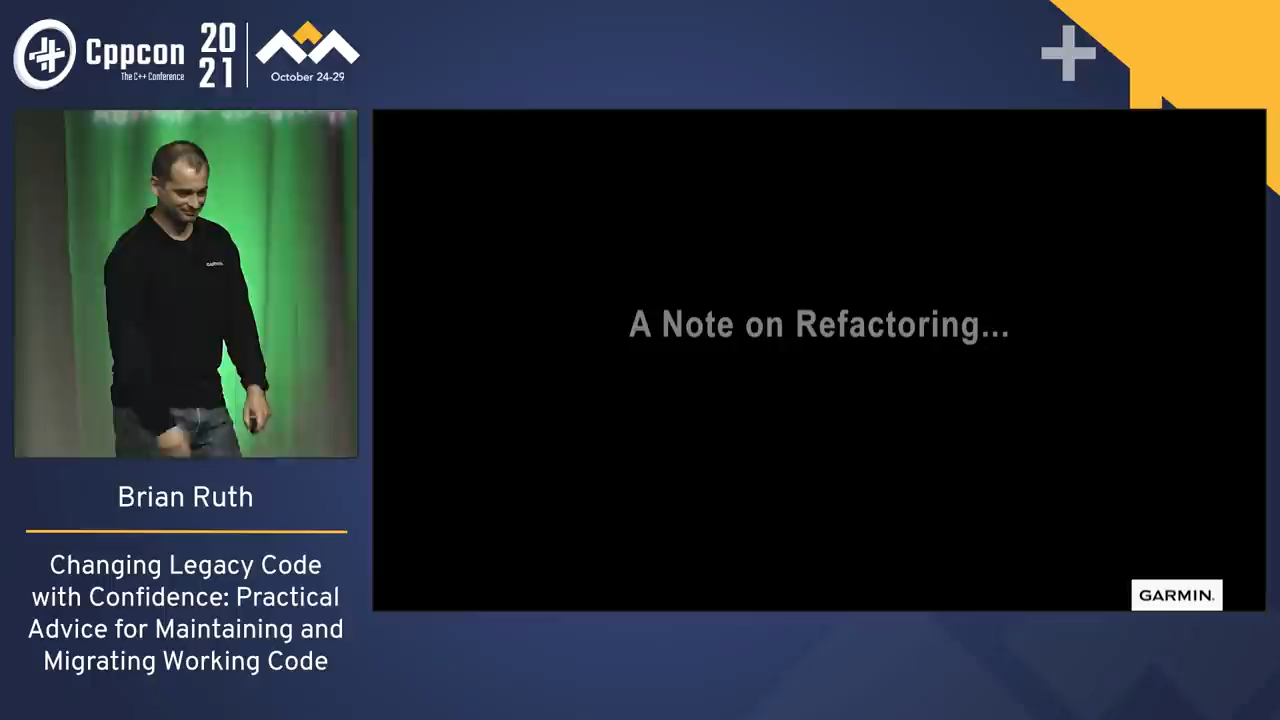 Cppcon
The C++ Conference
20
21
October 24-29
GARMIN
A Note on Refactoring...
GARMIN.
Brian Ruth
Changing Legacy Code
with Confidence: Practical
Advice for Maintaining and
Migrating Working Code